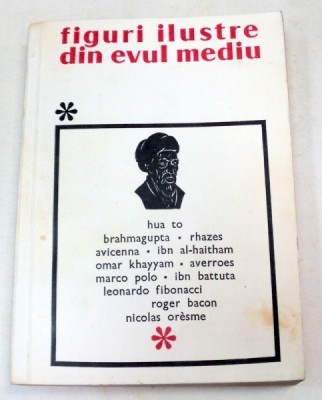 figuri ilustre
din evul mediu
*
hua to
brahmagupta • rhazes
avicenna • ibn al-haitham
omar khayyam • averroes
marco polo • ibn battuta
leonardo fibonacci
roger bacon
nicolas orèsme
*